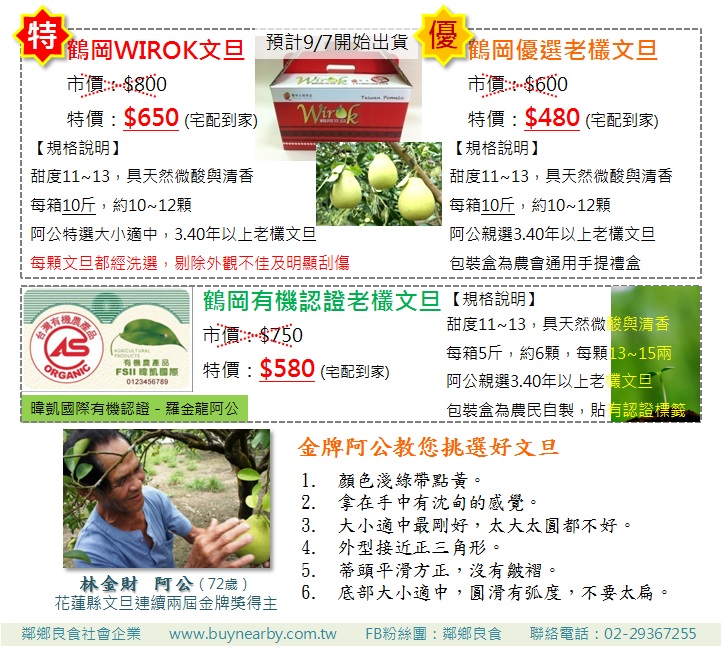 特
鶴岡WIROK文旦
市價：$800
特價：$650 (宅配到家)
【規格說明】
甜度11~13，具天然微酸與清香
每箱10斤，約10~12顆
阿公特選大小適中，3.40年以上老欉文旦
每顆文旦都經洗選，剔除外觀不佳及明顯刮傷
預計9/7開始出貨
Taiwan Pomelo
Wirok
優
鶴岡優選老欉文旦
市價：$600
特價：$480 (宅配到家)
【規格說明】
甜度11~13，具天然微酸與清香
每箱10斤，約10~12顆
阿公親選3.40年以上老欉文旦
包裝盒為農會通用手提禮盒
台灣有機農產品
ORGANIC
AGRICULTURAL
PRODUCTS
有機農產品
FSII 暐凱國際
0123456789
暐凱國際有機認證－羅金龍阿公
鶴岡有機認證老欉文旦
市價：$750
特價：$580 (宅配到家)
【規格說明】
甜度11~13，具天然微酸與清香
每箱5斤，約6顆，每顆13~15兩
阿公親選3.40年以上老欉文旦
包裝盒為農民自製，貼有認證標籤
林金財 阿公（72歲）
花蓮縣文旦連續兩屆金牌獎得主
金牌阿公教您挑選好文旦
1. 顏色淺綠帶點黃。
2. 拿在手中有沈甸的感覺。
3. 大小適中最剛好，太大太圓都不好。
4. 外型接近正三角形。
5. 蒂頭平滑方正，沒有皺褶。
6. 底部大小適中，圓滑有弧度，不要太扁。
鄰鄉良食社會企業 www.buynearby.com.tw FB粉絲團：鄰鄉良食 聯絡電話：02-29367255